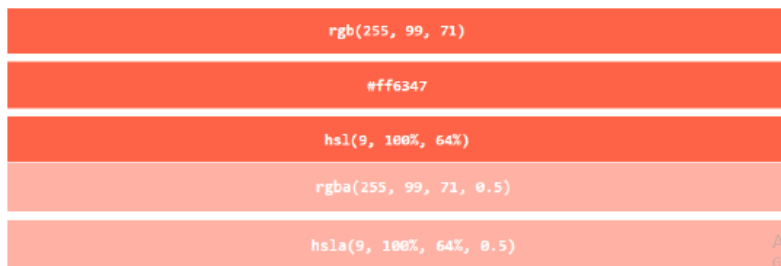 rgb(255, 99, 71)
#ff6347
hsl(9, 100%, 64%)
rgba(255, 99, 71, 0.5)
hsla(9, 100%, 64%, 0.5)